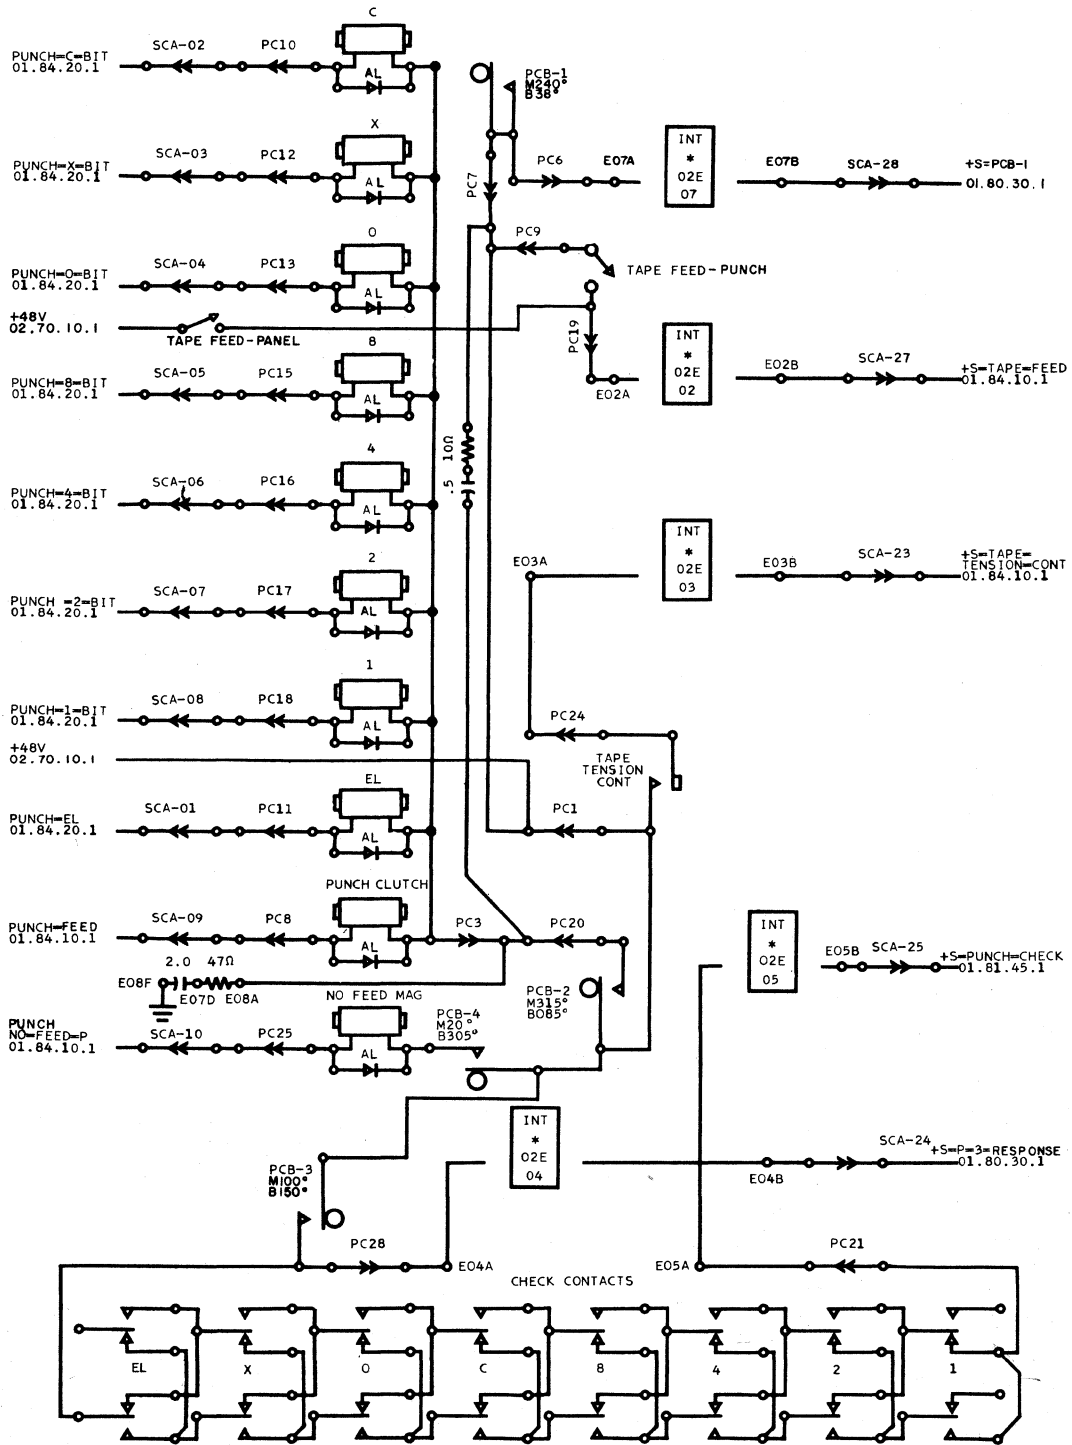 C
PUNCH=C=BIT
01.84.20.1
SCA-02
PC10
AL
PCB-1
M240°
B38°
X
PUNCH=X=BIT
01.84.20.1
SCA-03
PC12
AL
PC7
PC6
E07A
INT
*
02E
07
E07B
SCA-28
+S=PCB-1
01.80.30.1
O
PUNCH=O=BIT
01.84.20.1
SCA-04
PC13
AL
PC9
TAPE FEED-PUNCH
+48V
02.70.10.1
TAPE FEED-PANEL
PC19
8
PUNCH=8=BIT
01.84.20.1
SCA-05
PC15
AL
E02A
INT
*
02E
02
E02B
SCA-27
+S=TAPE=FEED
01.84.10.1
4
PUNCH=4=BIT
01.84.20.1
SCA-06
PC16
AL
.5 10Ω
2
PUNCH =2=BIT
01.84.20.1
SCA-07
PC17
AL
E03A
INT
*
02E
03
E03B
SCA-23
+S=TAPE=
TENSION=CONT
01.84.10.1
1
PUNCH=1=BIT
01.84.20.1
SCA-08
PC18
AL
PC24
+48V
02.70.10.1
TAPE
TENSION
CONT
EL
PUNCH=EL
01.84.20.1
SCA-01
PC11
AL
PC1
PUNCH CLUTCH
PUNCH=FEED
01.84.10.1
SCA-09
PC8
AL
PC3
PC20
INT
*
02E
05
E05B
SCA-25
+S=PUNCH=CHECK
01.81.45.1
2.0 47Ω
E08F
E07D E08A
NO FEED MAG
PCB-2
M315°
B085°
PUNCH
NO=FEED=P
01.84.10.1
SCA-10
PC25
AL
PCB-4
M20°
B305°
INT
*
02E
04
SCA-24
+S=P=3=RESPONSE
01.80.30.1
E04B
PCB-3
M100°
B150°
PC28
E04A
E05A
PC21
CHECK CONTACTS
EL X O C 8 4 2 1